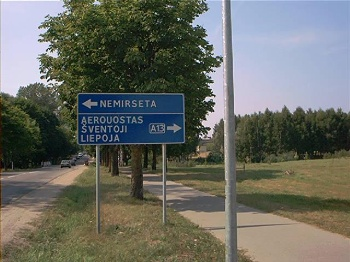 NEMIRSETA
AEROUOSTAS
ŠVENTOJI A13
LIEPOJA